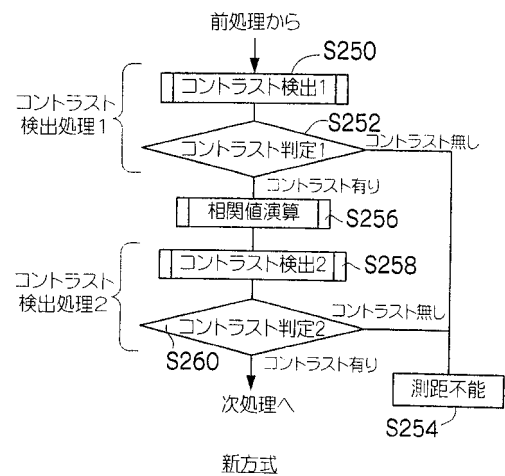 前処理から
S250
コントラスト検出1
コントラスト
検出処理1
S252
コントラスト判定1
コントラスト無し
コントラスト有り
相関値演算
S256
コントラスト検出2
S258
コントラスト
検出処理2
コントラスト無し
コントラスト判定2
S260
コントラスト有り
測距不能
次処理へ
S254
新方式